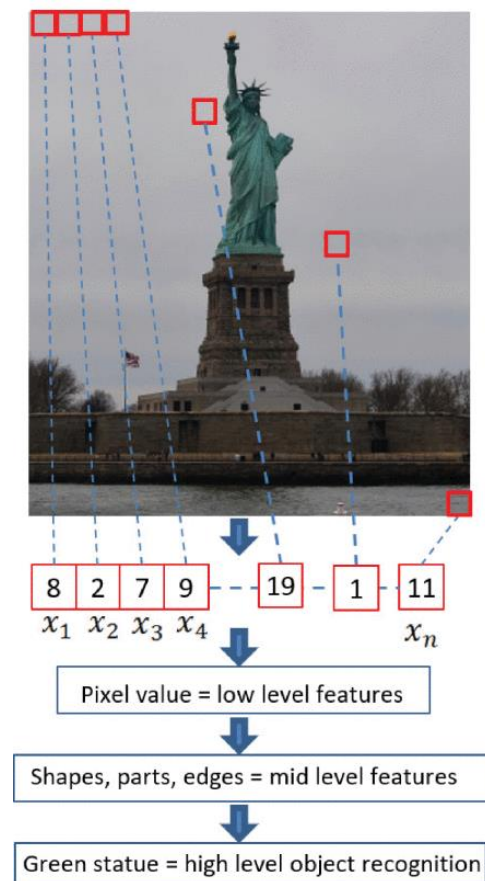 8 2 7 9 19 1 11
x₁ x₂ x₃ x₄ xₙ
Pixel value = low level features
Shapes, parts, edges = mid level features
Green statue = high level object recognition